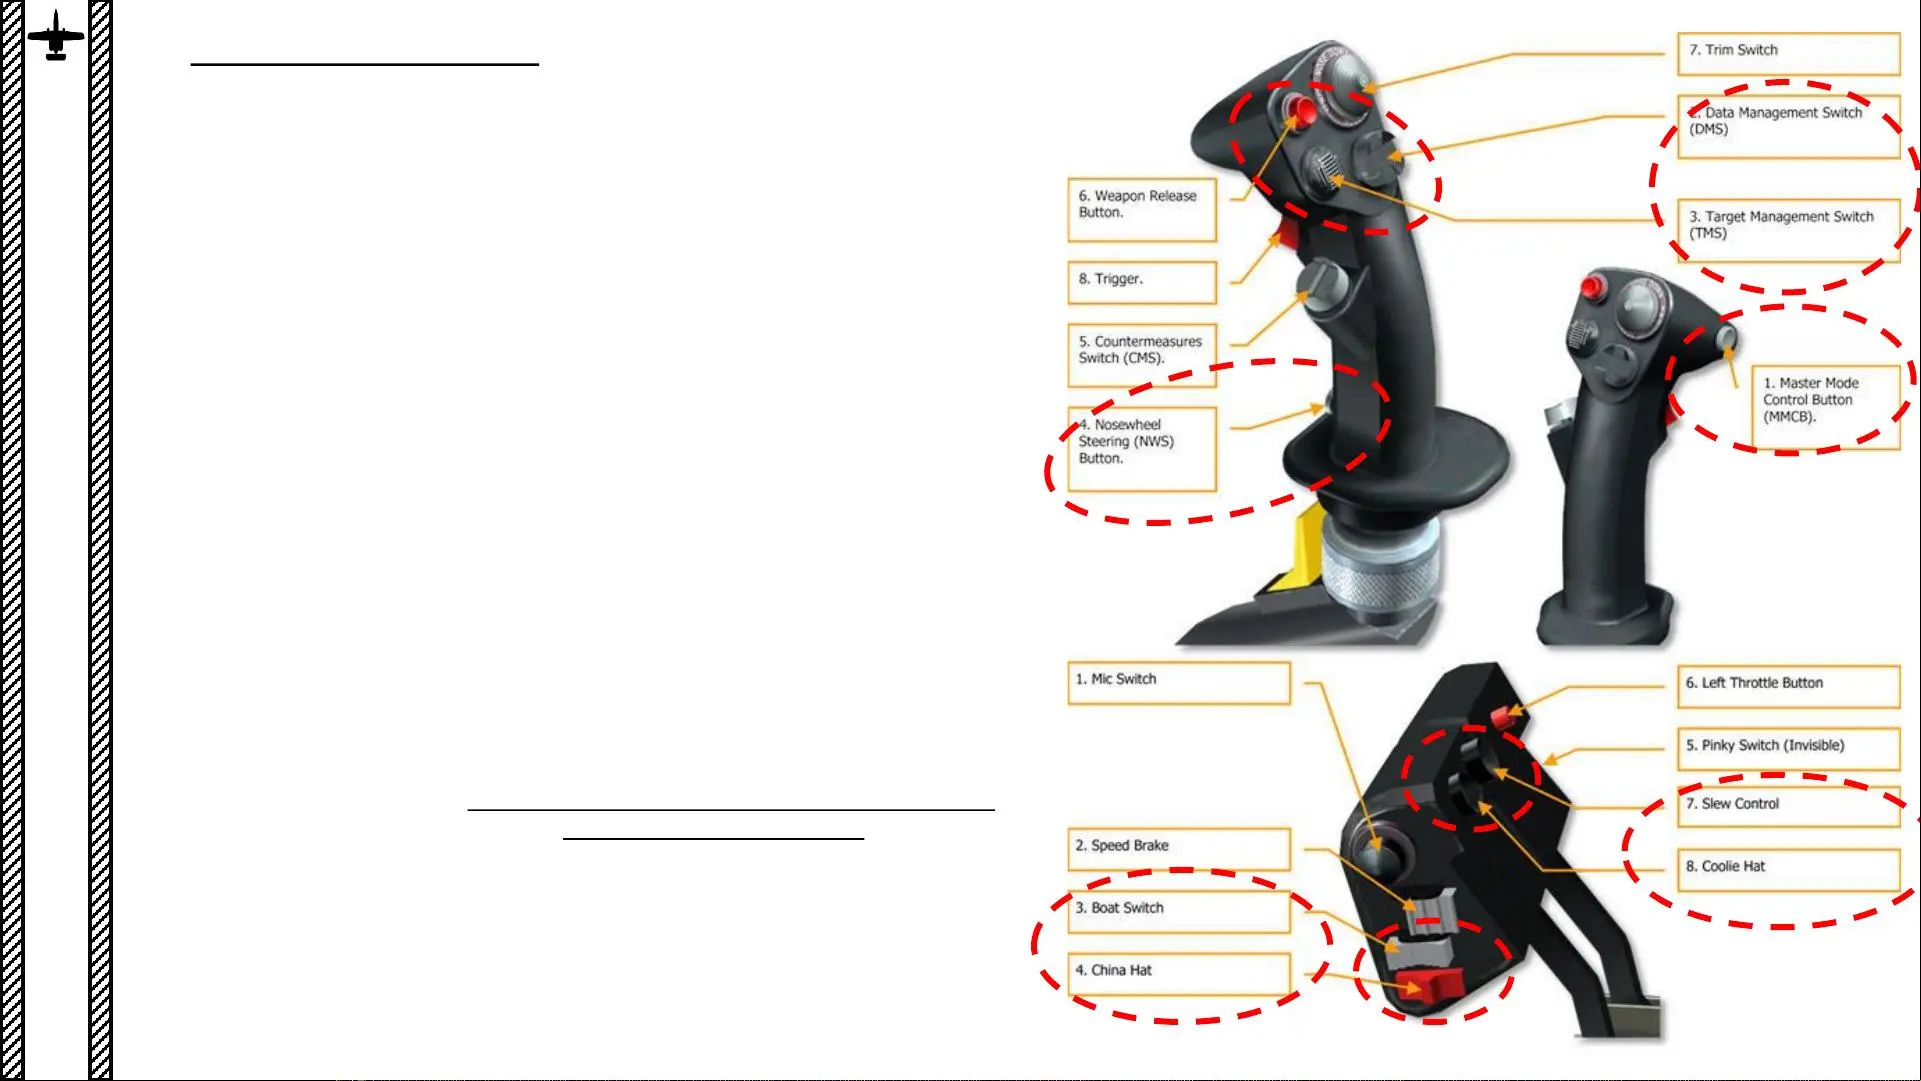 7. Trim Switch
2. Data Management Switch
(DMS)
6. Weapon Release
Button.
3. Target Management Switch
(TMS)
8. Trigger.
5. Countermeasures
Switch (CMS).
1. Master Mode
Control Button
(MMCB).
4. Nosewheel
Steering (NWS)
Button.
1. Mic Switch
6. Left Throttle Button
5. Pinky Switch (Invisible)
7. Slew Control
2. Speed Brake
8. Coolie Hat
3. Boat Switch
4. China Hat